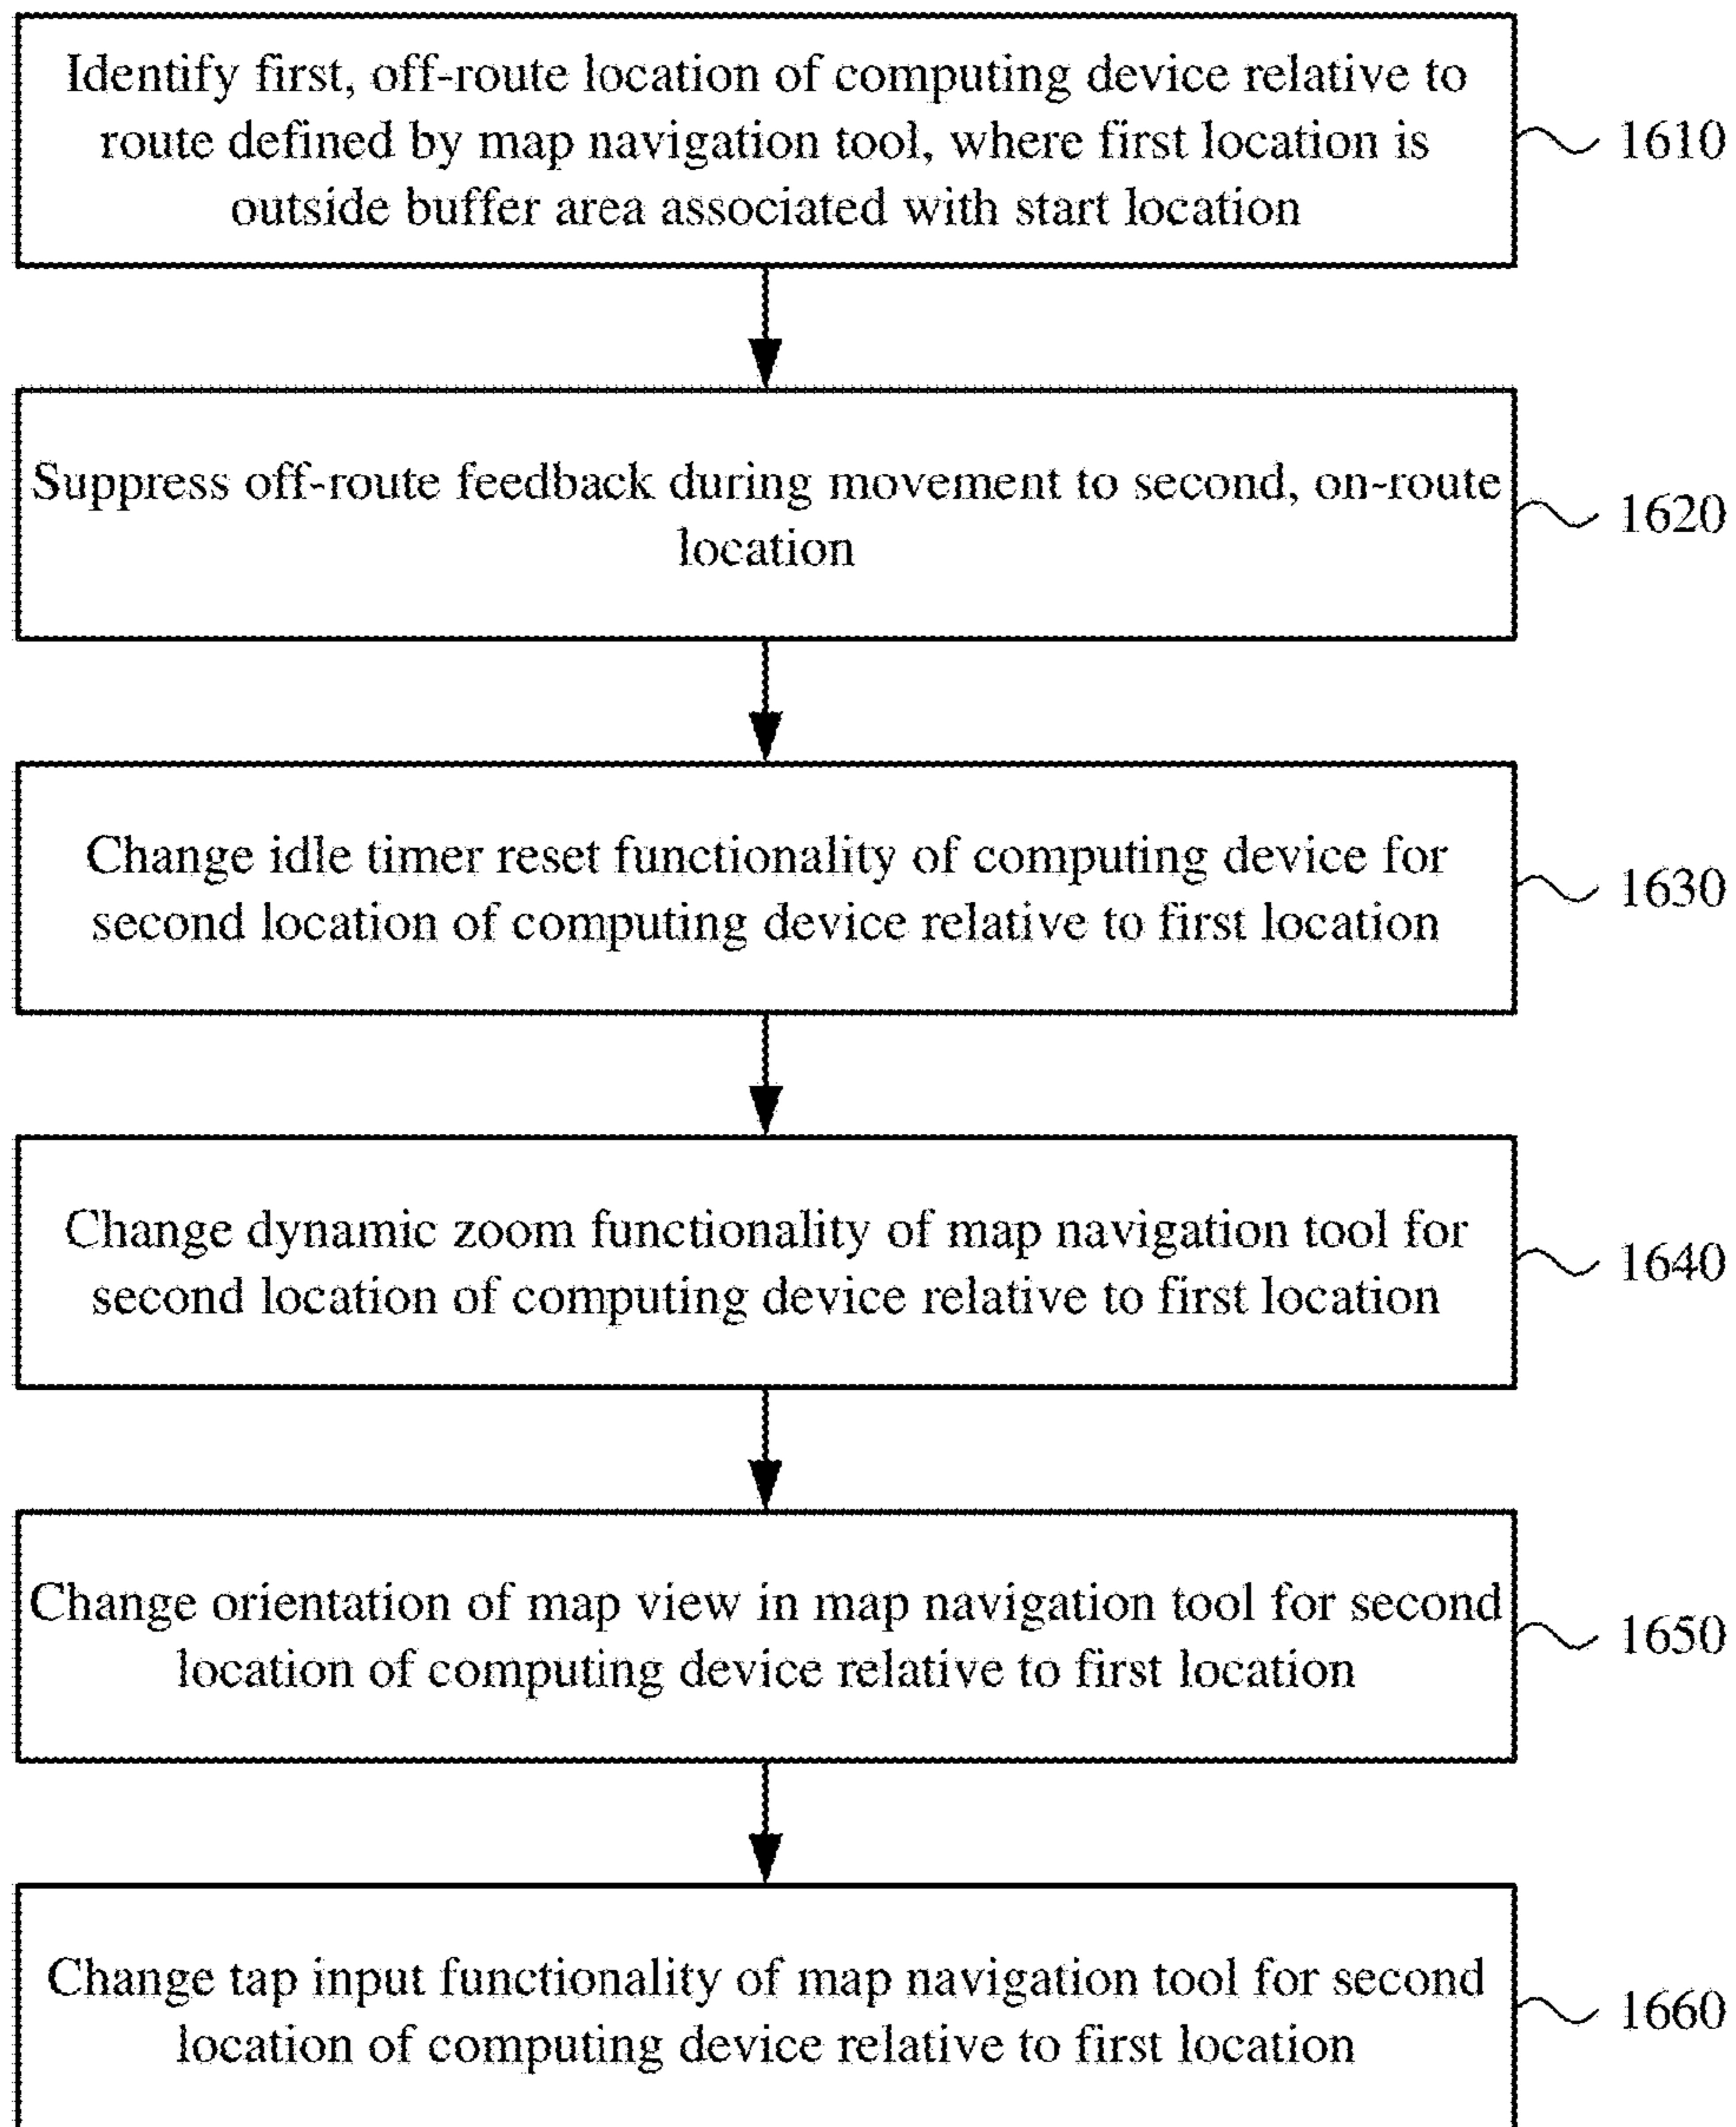 Identify first, off-route location of computing device relative to
route defined by map navigation tool, where first location is
outside buffer area associated with start location
1610
Suppress off-route feedback during movement to second, on-route
location
1620
Change idle timer reset functionality of computing device for
second location of computing device relative to first location
1630
Change dynamic zoom functionality of map navigation tool for
second location of computing device relative to first location
1640
Change orientation of map view in map navigation tool for second
location of computing device relative to first location
1650
Change tap input functionality of map navigation tool for second
location of computing device relative to first location
1660